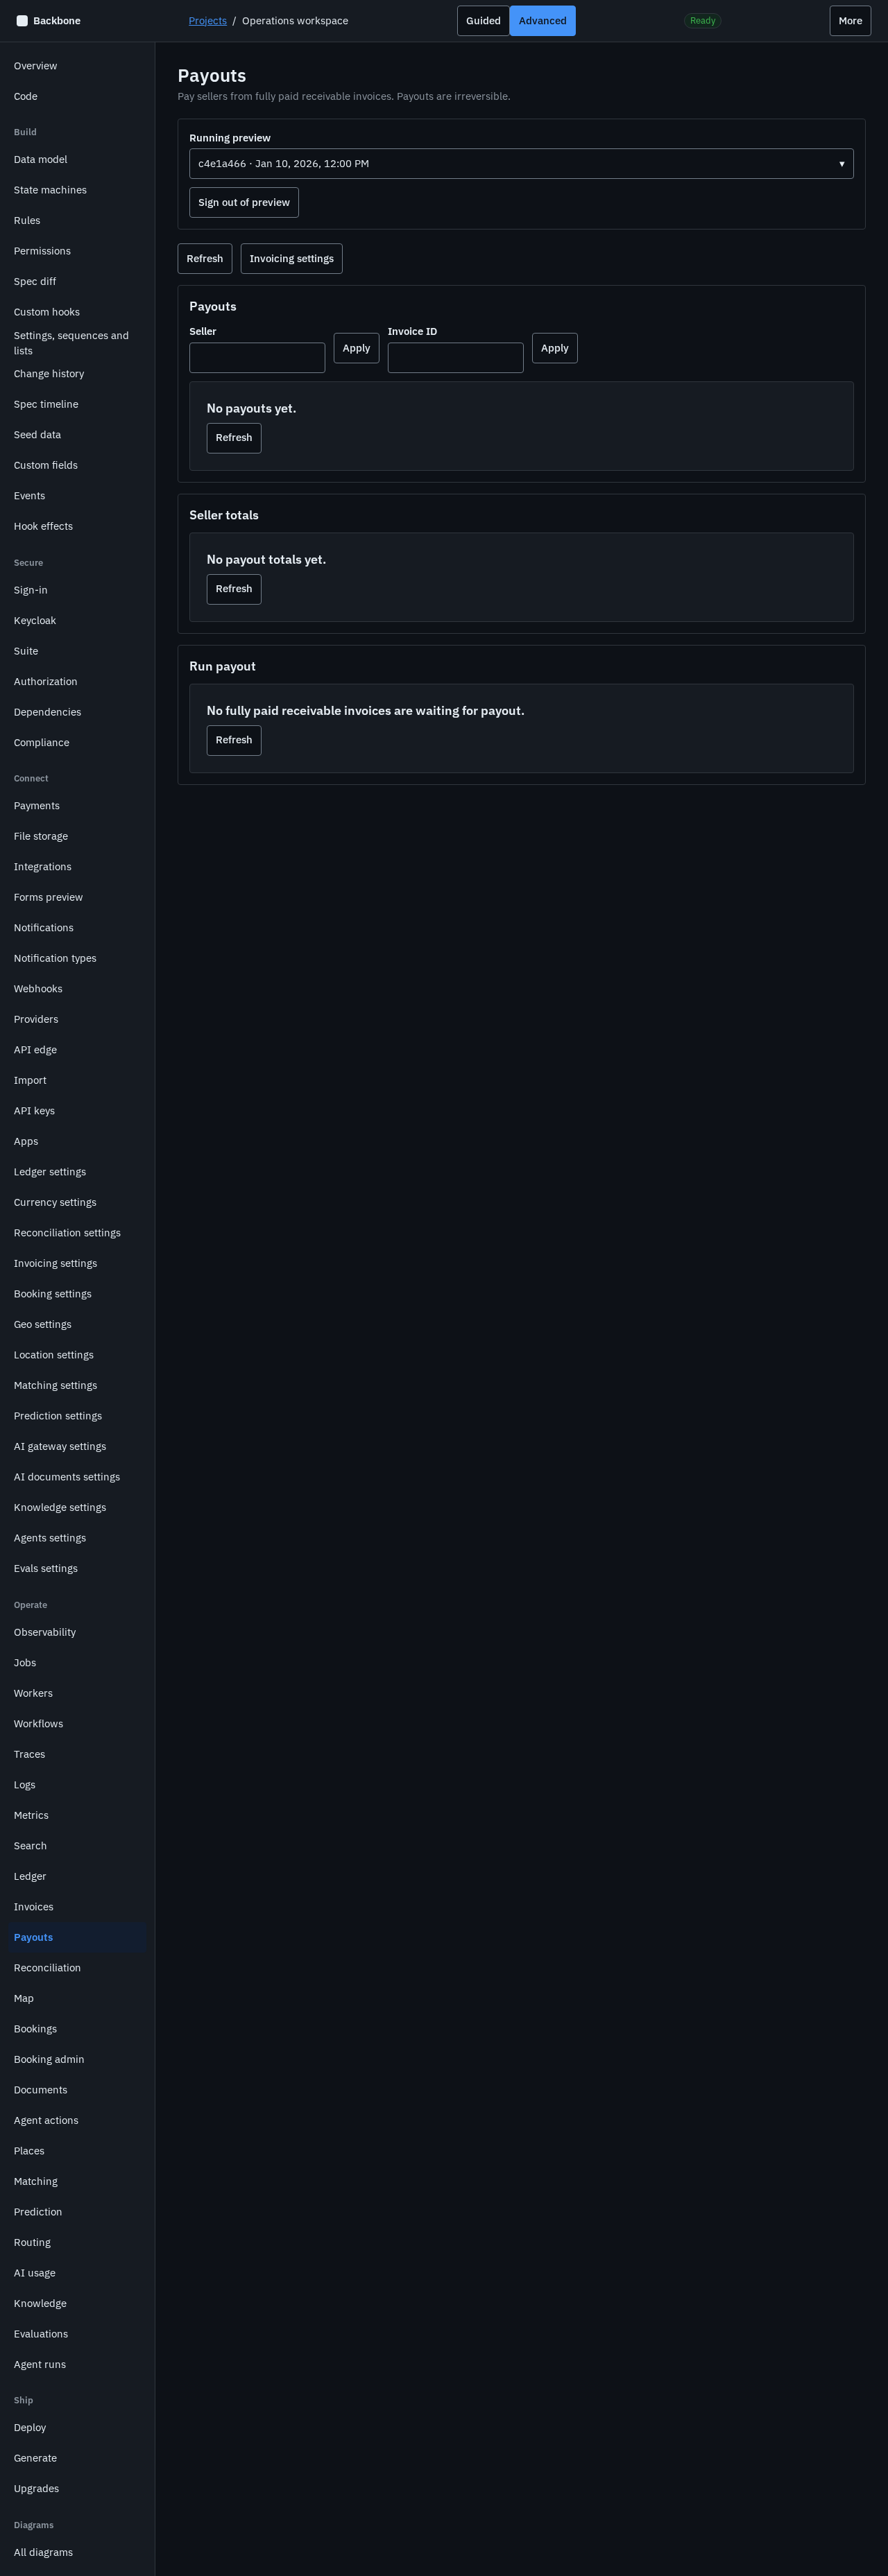 Backbone
Projects / Operations workspace
Guided
Advanced
Ready
More
Overview
Code
Build
Data model
State machines
Rules
Permissions
Spec diff
Custom hooks
Settings, sequences and
lists
Change history
Spec timeline
Seed data
Custom fields
Events
Hook effects
Secure
Sign-in
Keycloak
Suite
Authorization
Dependencies
Compliance
Connect
Payments
File storage
Integrations
Forms preview
Notifications
Notification types
Webhooks
Providers
API edge
Import
API keys
Apps
Ledger settings
Currency settings
Reconciliation settings
Invoicing settings
Booking settings
Geo settings
Location settings
Matching settings
Prediction settings
AI gateway settings
AI documents settings
Knowledge settings
Agents settings
Evals settings
Operate
Observability
Jobs
Workers
Workflows
Traces
Logs
Metrics
Search
Ledger
Invoices
Payouts
Reconciliation
Map
Bookings
Booking admin
Documents
Agent actions
Places
Matching
Prediction
Routing
AI usage
Knowledge
Evaluations
Agent runs
Ship
Deploy
Generate
Upgrades
Diagrams
All diagrams
Payouts
Pay sellers from fully paid receivable invoices. Payouts are irreversible.
Running preview
c4e1a466 · Jan 10, 2026, 12:00 PM
Sign out of preview
Refresh
Invoicing settings
Payouts
Seller
Apply
Invoice ID
Apply
No payouts yet.
Refresh
Seller totals
No payout totals yet.
Refresh
Run payout
No fully paid receivable invoices are waiting for payout.
Refresh